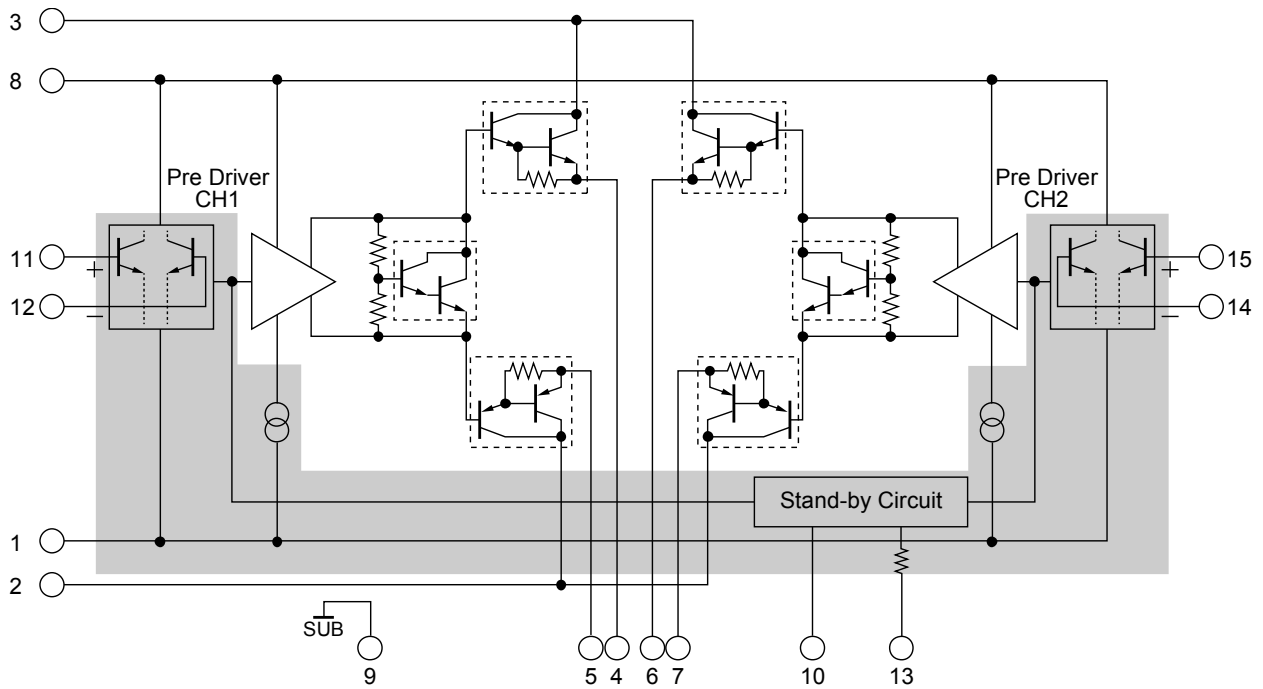 3
8
Pre Driver
CH1
Pre Driver
CH2
11
+
12
−
15
+
14
−
Stand-by Circuit
1
2
SUB
9
5 4 6 7 10 13